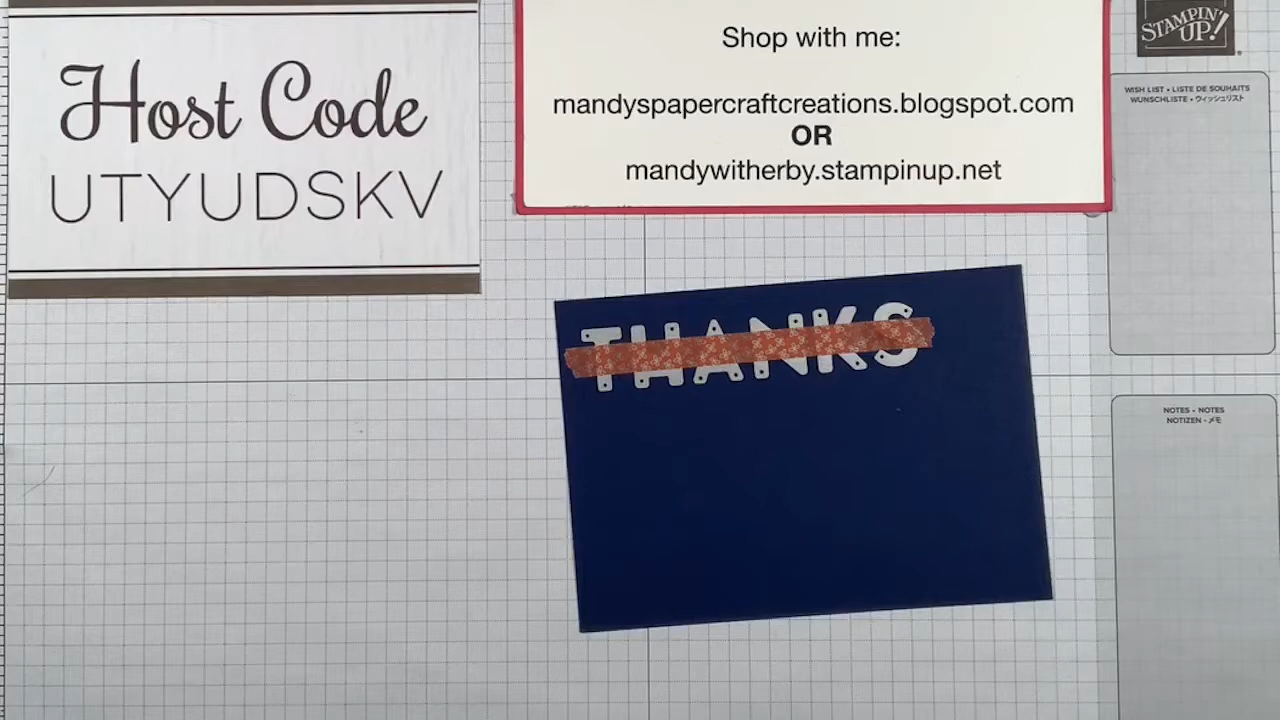 Host Code
UTYUDSKV
Shop with me:
mandyspapercraftcreations.blogspot.com
OR
mandywitherby.stampinup.net
STAMPIN' UP!®
WISH LIST • LISTE DE SOUHAITS
WUNSCHLISTE • ウィッシュリスト
THANKS
NOTES • NOTES
NOTIZEN • メモ